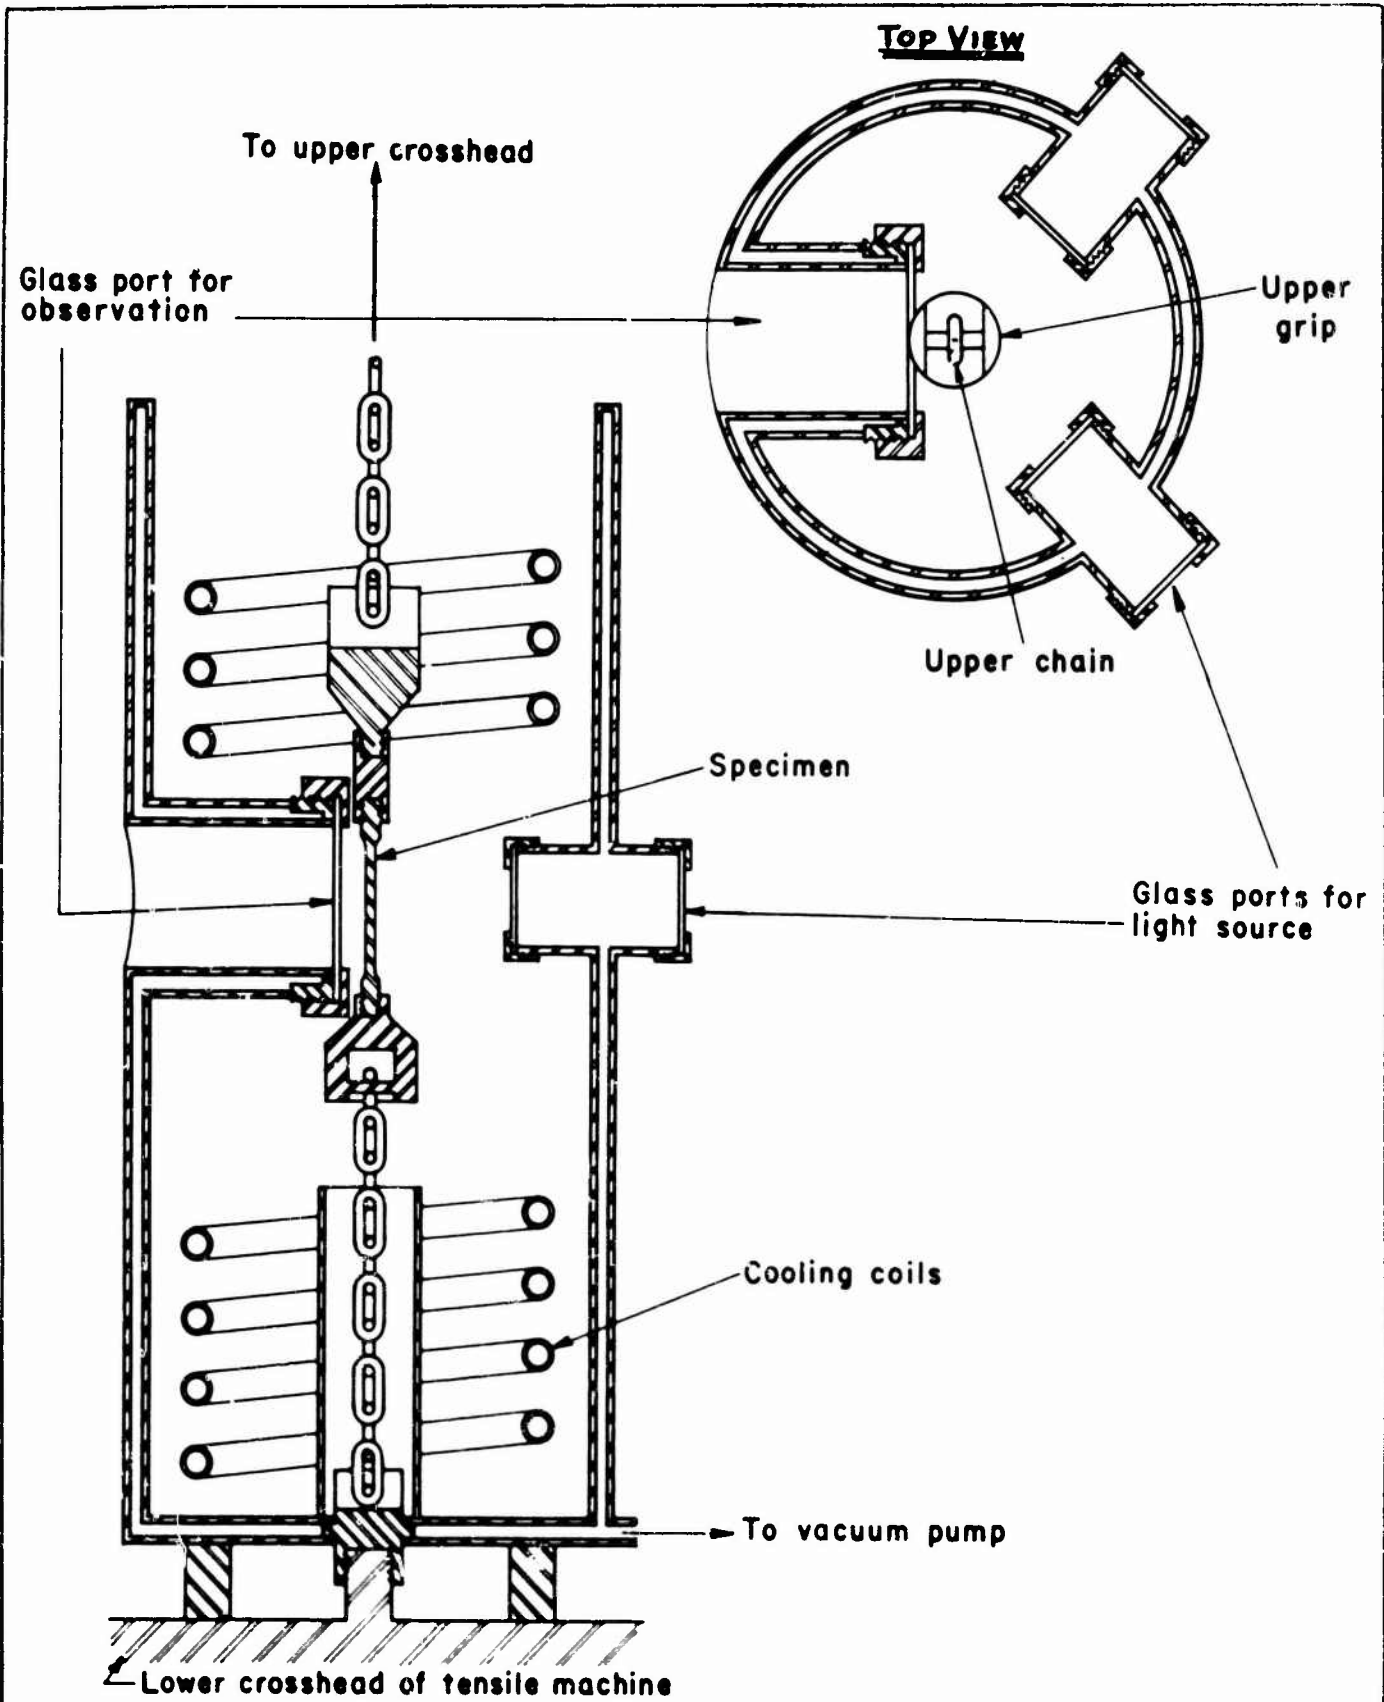 TOP VIEW
To upper crosshead
Glass port for
observation
Upper
grip
Upper chain
Specimen
Glass ports for
light source
Cooling coils
To vacuum pump
Lower crosshead of tensile machine